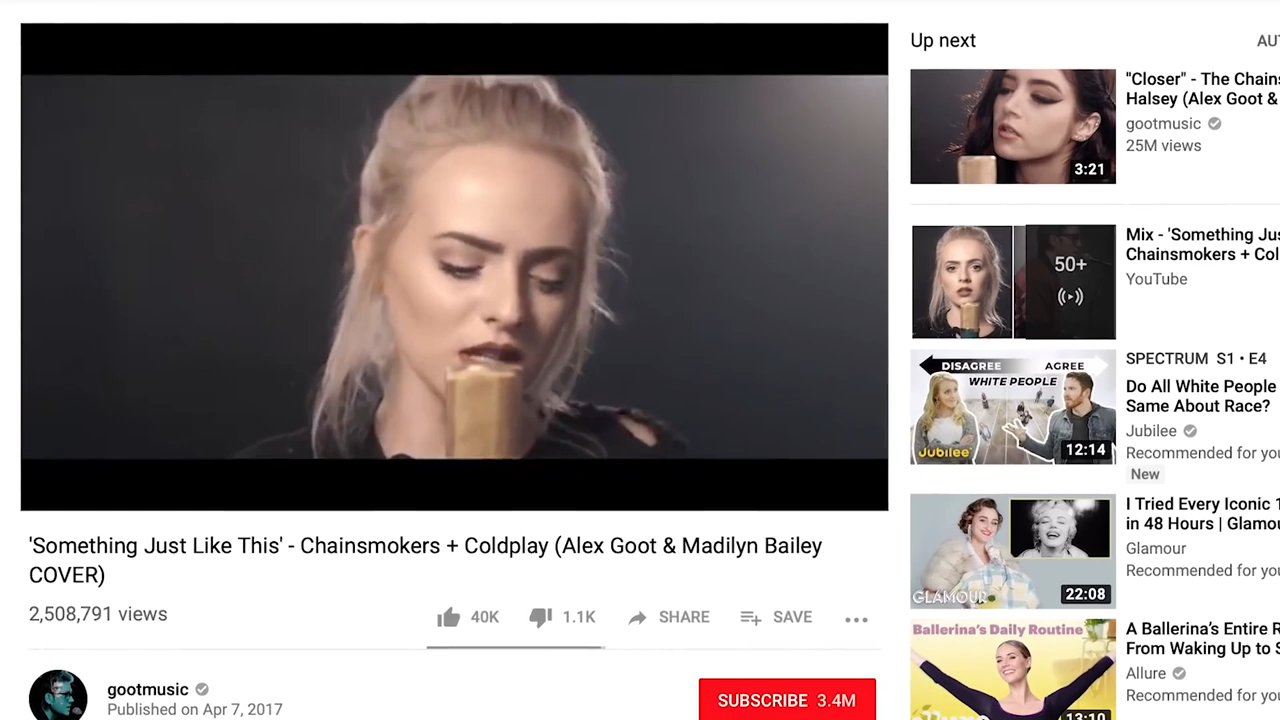 Up next
AUT
"Closer" - The Chains
Halsey (Alex Goot &
gootmusic
25M views
3:21
50+
Mix - 'Something Jus
Chainsmokers + Col
YouTube
DISAGREE
AGREE
WHITE PEOPLE
Jubilee
12:14
SPECTRUM S1 • E4
Do All White People
Same About Race?
Jubilee
Recommended for you
New
GLAMOUR
22:08
I Tried Every Iconic 1
in 48 Hours | Glamou
Glamour
Recommended for you
Ballerina's Daily Routine
allure
13:10
A Ballerina's Entire R
From Waking Up to S
Allure
Recommended for you
'Something Just Like This' - Chainsmokers + Coldplay (Alex Goot & Madilyn Bailey
COVER)
2,508,791 views
40K
1.1K
SHARE
SAVE
gootmusic
Published on Apr 7, 2017
SUBSCRIBE 3.4M